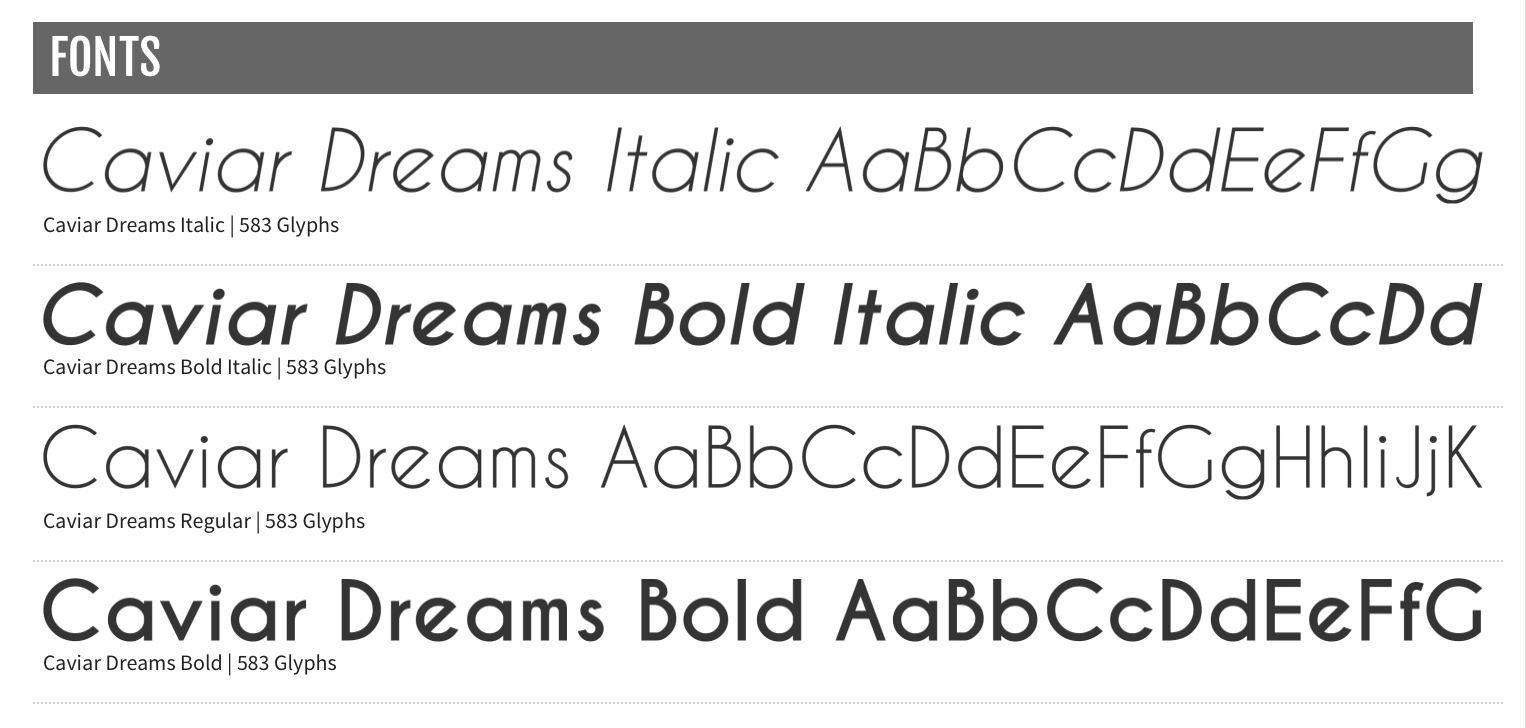 FONTS
Caviar Dreams Italic AaBbCcDdEeFfGg
Caviar Dreams Italic | 583 Glyphs
Caviar Dreams Bold Italic AaBbCcDd
Caviar Dreams Bold Italic | 583 Glyphs
Caviar Dreams AaBbCcDdEeFfGgHhIiJjK
Caviar Dreams Regular | 583 Glyphs
Caviar Dreams Bold AaBbCcDdEeFfG
Caviar Dreams Bold | 583 Glyphs